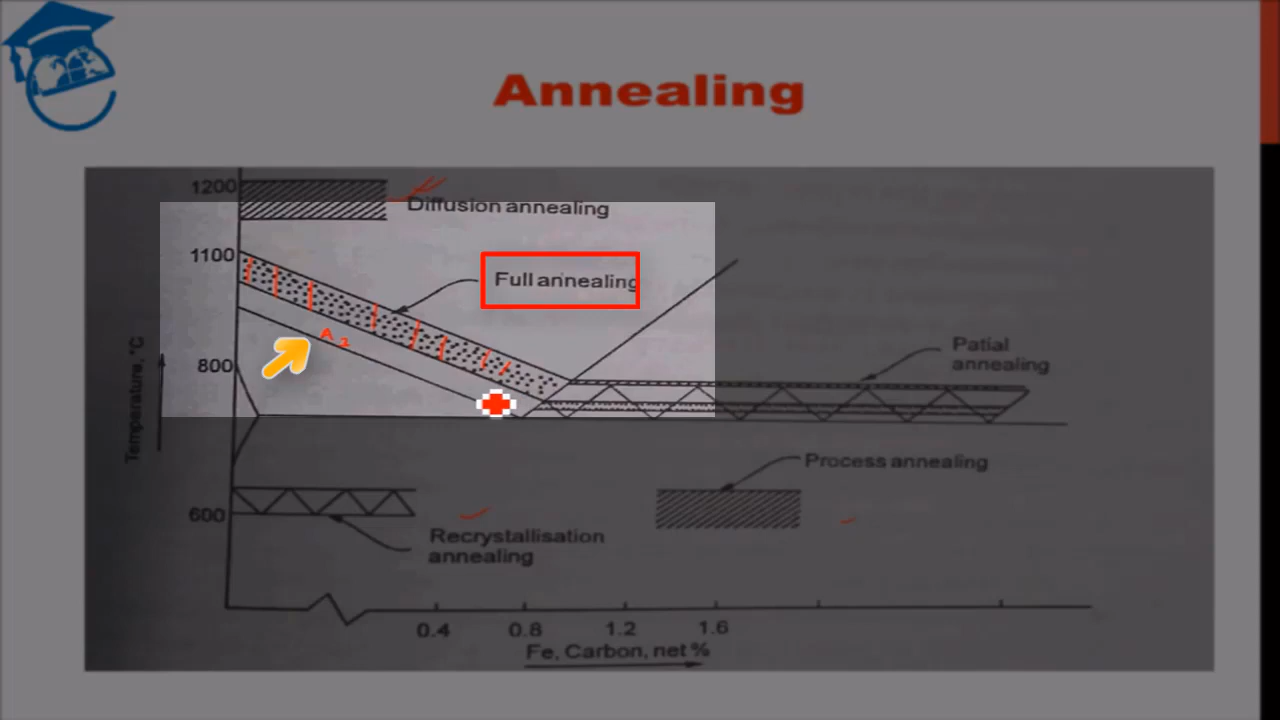 Annealing
1200
Diffusion annealing
1100
Full annealing
A
800
Patial
annealing
Temperature, °C
Process annealing
600
Recrystallisation
annealing
0.4 0.8 1.2 1.6
Fe, Carbon, net %